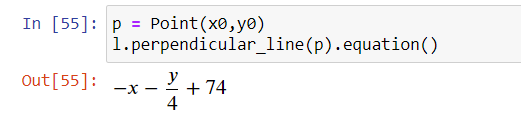 In [55]: p = Point(x0,y0)
l.perpendicular_line(p).equation()
Out[55]: −x − y/4 + 74